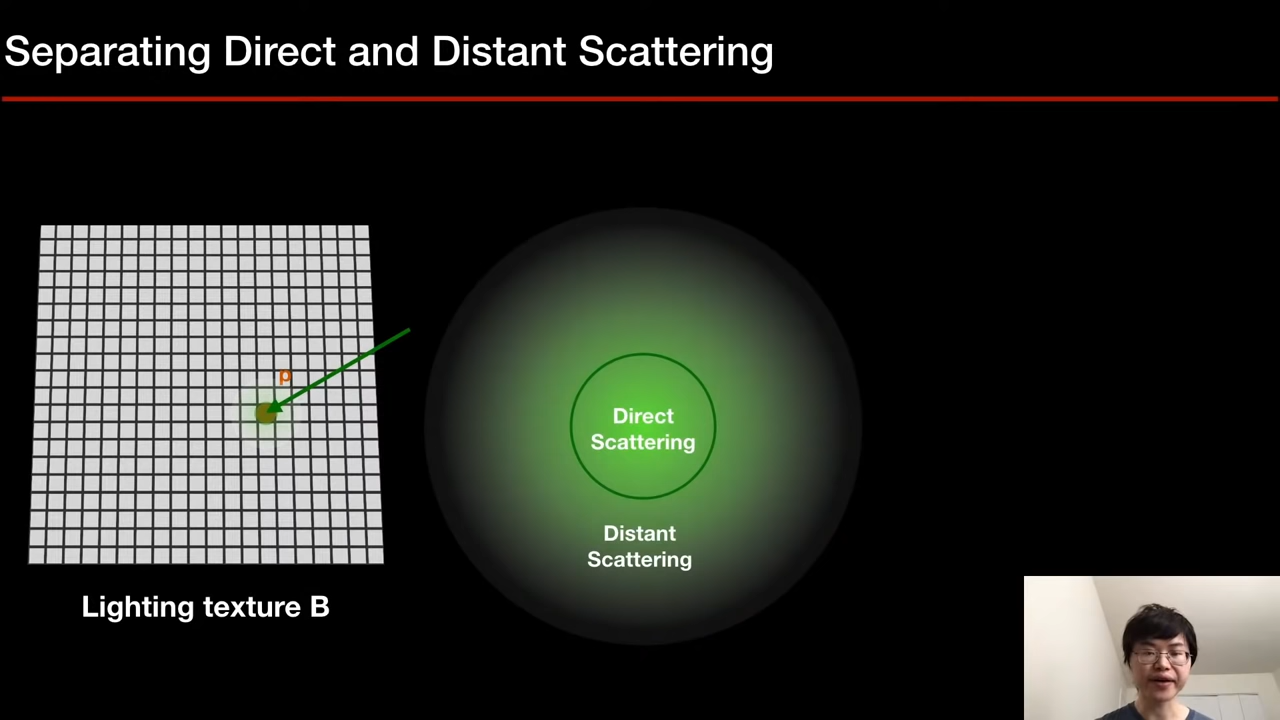 Separating Direct and Distant Scattering
p
Direct
Scattering
Distant
Scattering
Lighting texture B